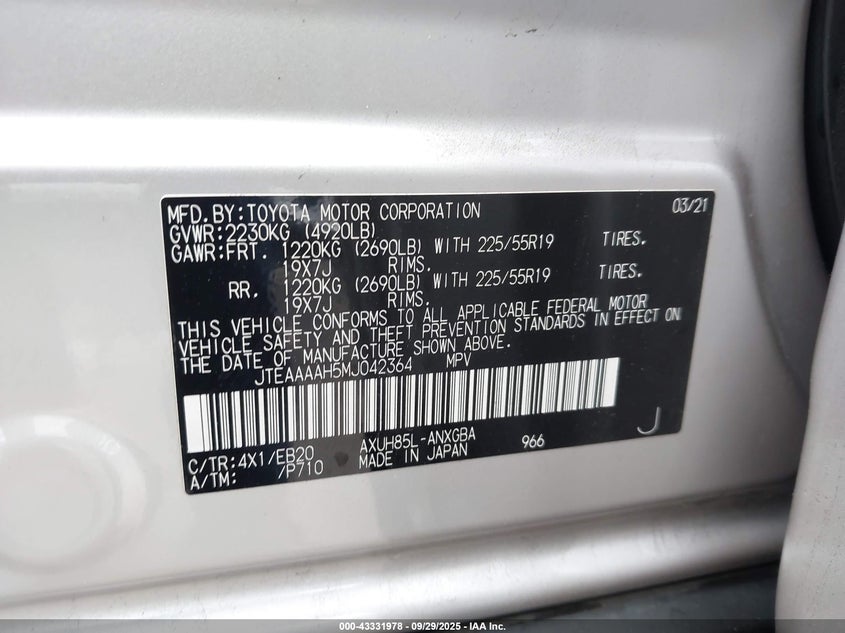 MFD.BY:TOYOTA MOTOR CORPORATION 03/21
GVWR:2230KG (4920LB)
GAWR:FRT. 1220KG (2690LB) WITH 225/55R19 TIRES.
19X7J RIMS.
RR. 1220KG (2690LB) WITH 225/55R19 TIRES.
19X7J RIMS.
THIS VEHICLE CONFORMS TO ALL APPLICABLE FEDERAL MOTOR
VEHICLE SAFETY AND THEFT PREVENTION STANDARDS IN EFFECT ON
THE DATE OF MANUFACTURE SHOWN ABOVE.
JTEAAAAH5MJ042364 MPV
C/TR:4X1/EB20 AXUH85L-ANXGBA 966 J
A/TM: /P710 MADE IN JAPAN
000-43331978 - 09/29/2025 - IAA Inc.